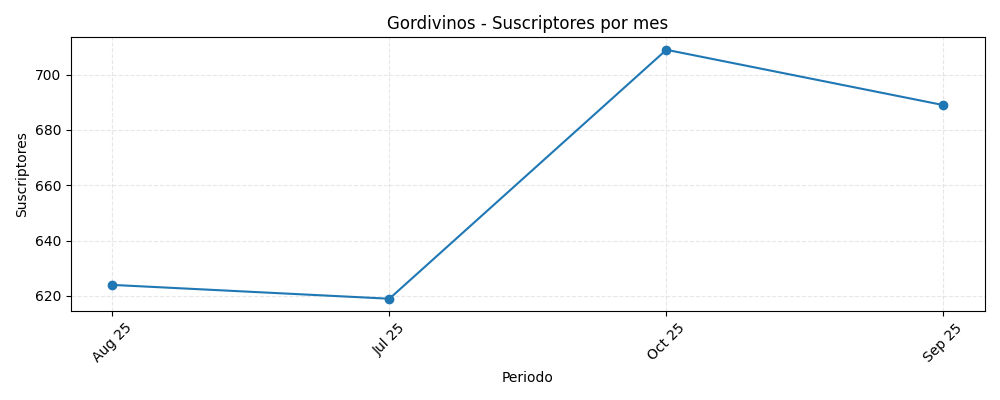 Gordivinos - Suscriptores por mes
Suscriptores
700
680
660
640
620
Aug 25
Jul 25
Oct 25
Sep 25
Periodo